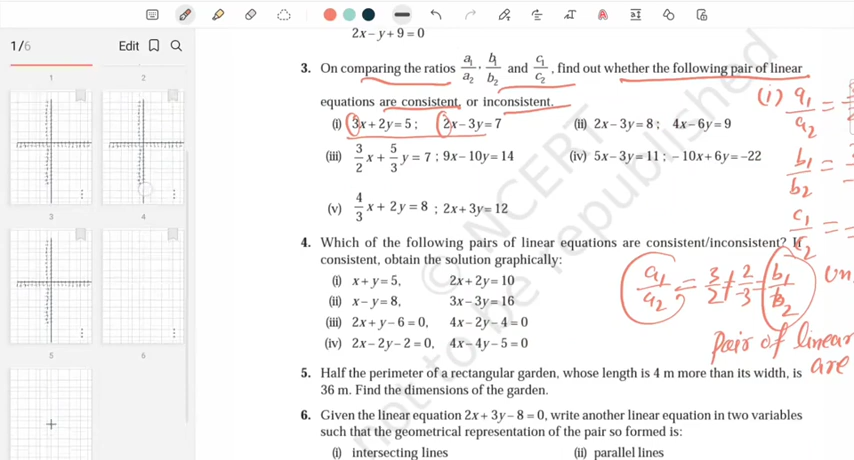 1/6 Edit
1
2
3
4
5
6
2x – y + 9 = 0
3. On comparing the ratios a₁/a₂, b₁/b₂ and c₁/c₂, find out whether the following pair of linear
equations are consistent, or inconsistent.
(i) 3x + 2y = 5 ; 2x – 3y = 7 (ii) 2x – 3y = 8 ; 4x – 6y = 9
(iii) 3/2 x + 5/3 y = 7 ; 9x – 10y = 14 (iv) 5x – 3y = 11 ; – 10x + 6y = –22
(v) 4/3 x + 2y = 8 ; 2x + 3y = 12
4. Which of the following pairs of linear equations are consistent/inconsistent? If
consistent, obtain the solution graphically:
(i) x + y = 5, 2x + 2y = 10
(ii) x – y = 8, 3x – 3y = 16
(iii) 2x + y – 6 = 0, 4x – 2y – 4 = 0
(iv) 2x – 2y – 2 = 0, 4x – 4y – 5 = 0
5. Half the perimeter of a rectangular garden, whose length is 4 m more than its width, is
36 m. Find the dimensions of the garden.
6. Given the linear equation 2x + 3y – 8 = 0, write another linear equation in two variables
such that the geometrical representation of the pair so formed is:
(i) intersecting lines (ii) parallel lines
(i) a₁/a₂ =
b₁/b₂ =
c₁/c₂ =
a₁/a₂ = 3/2 ≠ 2/-3 = b₁/b₂
Pair of linear
are
© NCERT
not to be republished